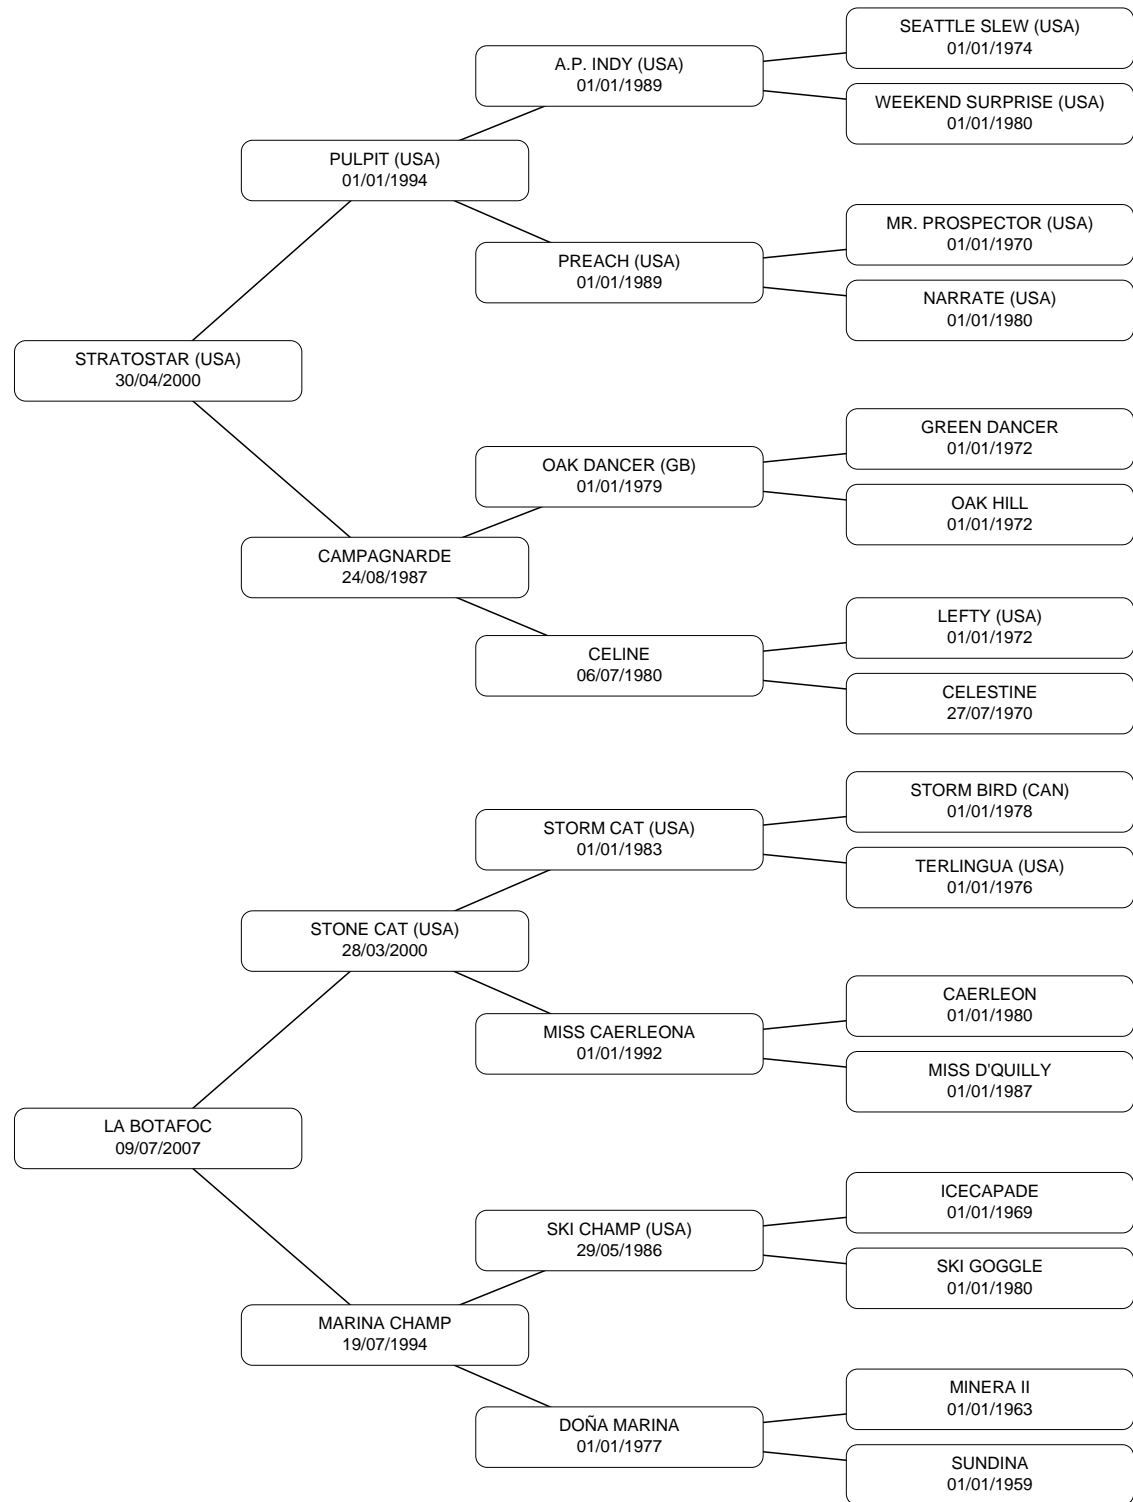 SEATTLE SLEW (USA)
01/01/1974
A.P. INDY (USA)
01/01/1989
WEEKEND SURPRISE (USA)
01/01/1980
PULPIT (USA)
01/01/1994
MR. PROSPECTOR (USA)
01/01/1970
PREACH (USA)
01/01/1989
NARRATE (USA)
01/01/1980
STRATOSTAR (USA)
30/04/2000
GREEN DANCER
01/01/1972
OAK DANCER (GB)
01/01/1979
OAK HILL
01/01/1972
CAMPAGNARDE
24/08/1987
LEFTY (USA)
01/01/1972
CELINE
06/07/1980
CELESTINE
27/07/1970
STORM BIRD (CAN)
01/01/1978
STORM CAT (USA)
01/01/1983
TERLINGUA (USA)
01/01/1976
STONE CAT (USA)
28/03/2000
CAERLEON
01/01/1980
MISS CAERLEONA
01/01/1992
MISS D'QUILLY
01/01/1987
LA BOTAFOC
09/07/2007
ICECAPADE
01/01/1969
SKI CHAMP (USA)
29/05/1986
SKI GOGGLE
01/01/1980
MARINA CHAMP
19/07/1994
MINERA II
01/01/1963
DOÑA MARINA
01/01/1977
SUNDINA
01/01/1959